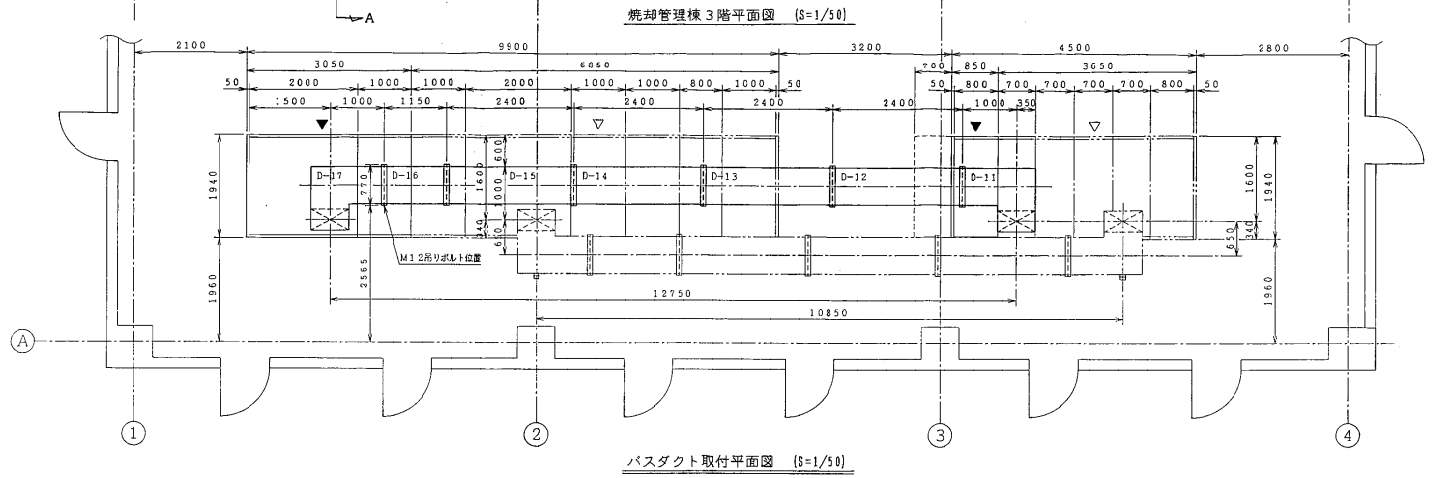 A
焼却管理棟3階平面図 (S=1/50)
2100 9900 3200 4500 2800
3050 6850 700 850 3650
50 2000 1000 1000 2000 1000 1000 800 1000 50 50 800 700 700 700 700 800 50
1500 1000 1150 2400 2400 2400 2400 1000 350
1940 770 1600 600 1000 340 650 1600 1940 340 650
D-17 D-16 D-15 D-14 D-13 D-12 D-11
M12吊りボルト位置
1960 2565 1960
12750
10850
A
1 2 3 4
バスダクト取付平面図 (S=1/50)